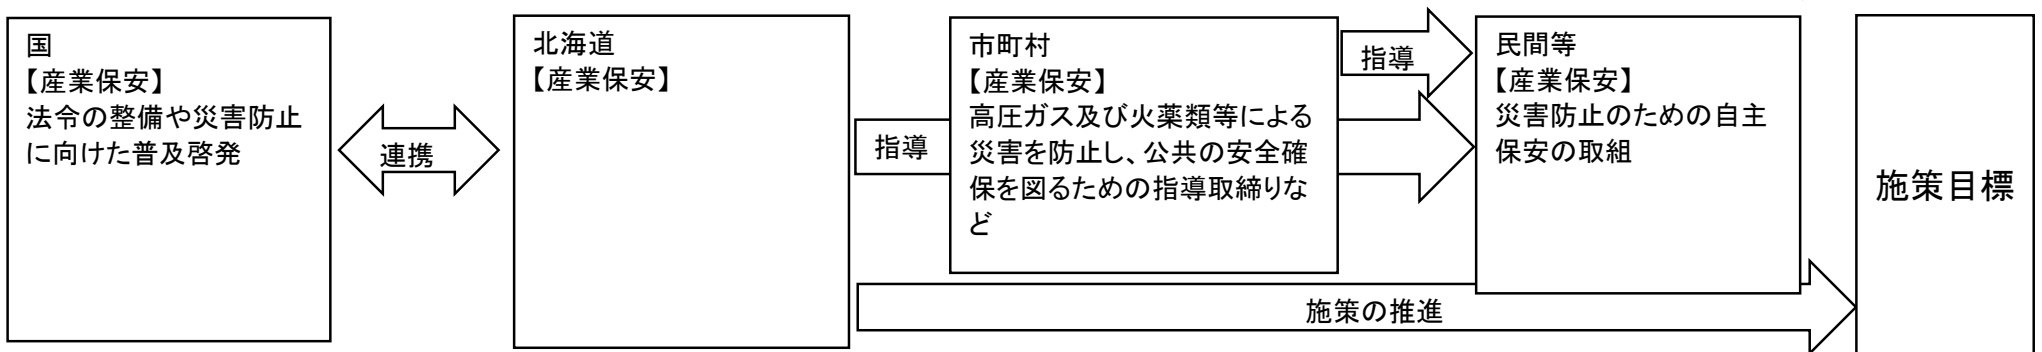 国
【産業保安】
法令の整備や災害防止
に向けた普及啓発
連携
北海道
【産業保安】
指導
市町村
【産業保安】
高圧ガス及び火薬類等による
災害を防止し、公共の安全確
保を図るための指導取締りな
ど
指導
民間等
【産業保安】
災害防止のための自主
保安の取組
施策の推進
施策目標